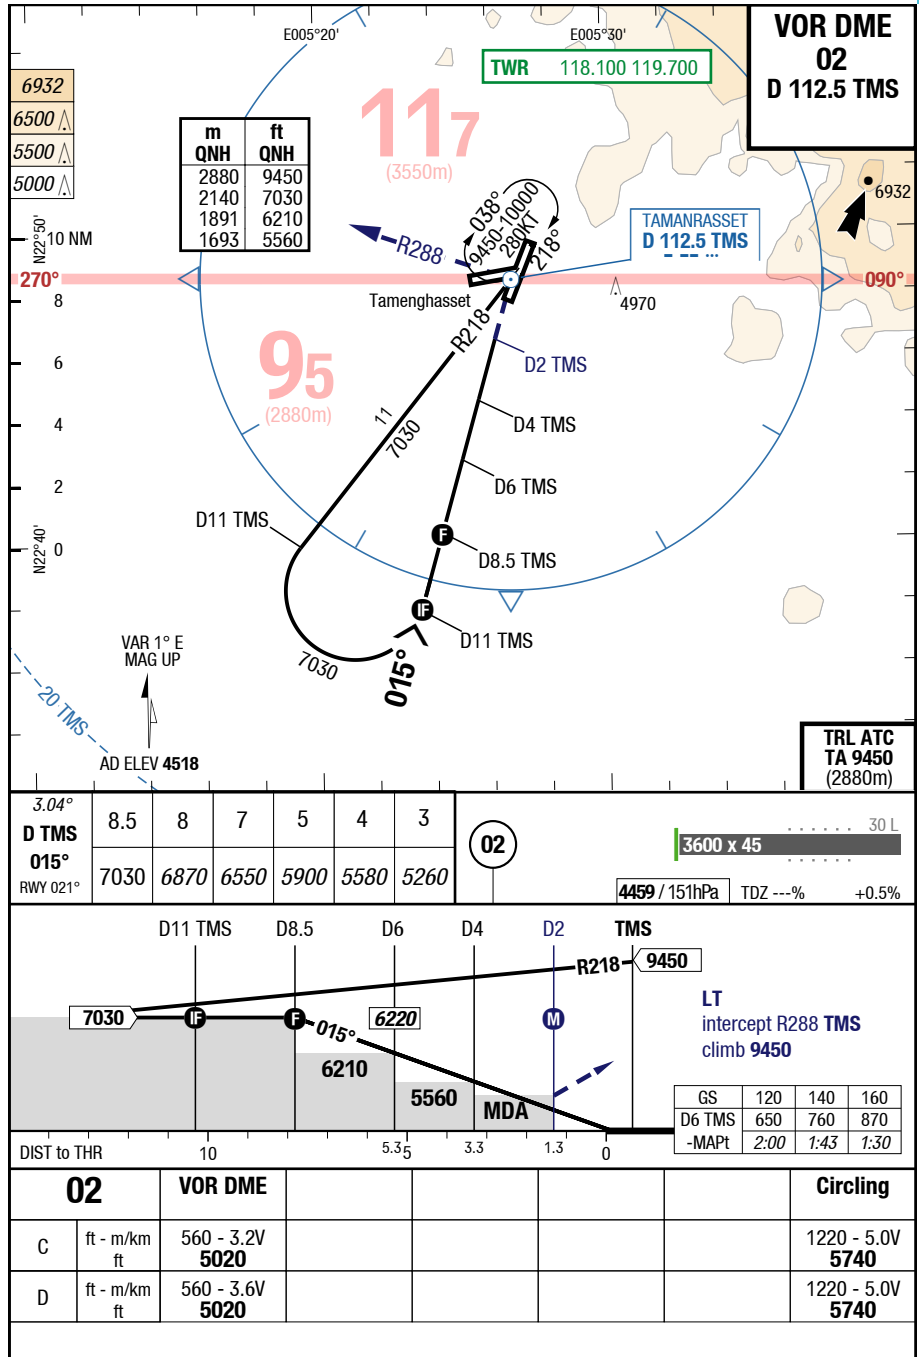 E005°20'
E005°30'
VOR DME
02
D 112.5 TMS
TWR 118.100 119.700
6932
6500
5500
5000
m ft
QNH QNH
2880 9450
2140 7030
1891 6210
1693 5560
117
(3550m)
6932
038°
9450-10000
280KT
218°
TAMANRASSET
D 112.5 TMS
N22°50'
10 NM
R288
270°
090°
8
Tamenghasset
4970
R218
6
95
(2880m)
D2 TMS
4
11
7030
D4 TMS
2
D6 TMS
D11 TMS
N22°40'
0
F
D8.5 TMS
IF
D11 TMS
VAR 1° E
MAG UP
7030
015°
20 TMS
AD ELEV 4518
TRL ATC
TA 9450
(2880m)
3.04°
D TMS
015°
RWY 021°
8.5 8 7 5 4 3
7030 6870 6550 5900 5580 5260
02
30 L
3600 x 45
4459 / 151hPa TDZ ---% +0.5%
D11 TMS D8.5 D6 D4 D2 TMS
R218 9450
7030 IF F 015° 6220 M
LT
intercept R288 TMS
climb 9450
6210
5560
MDA
GS 120 140 160
D6 TMS 650 760 870
-MAPt 2:00 1:43 1:30
DIST to THR 10 5.3 5 3.3 1.3 0
02 VOR DME Circling
C ft - m/km 560 - 3.2V 1220 - 5.0V
ft 5020 5740
D ft - m/km 560 - 3.6V 1220 - 5.0V
ft 5020 5740